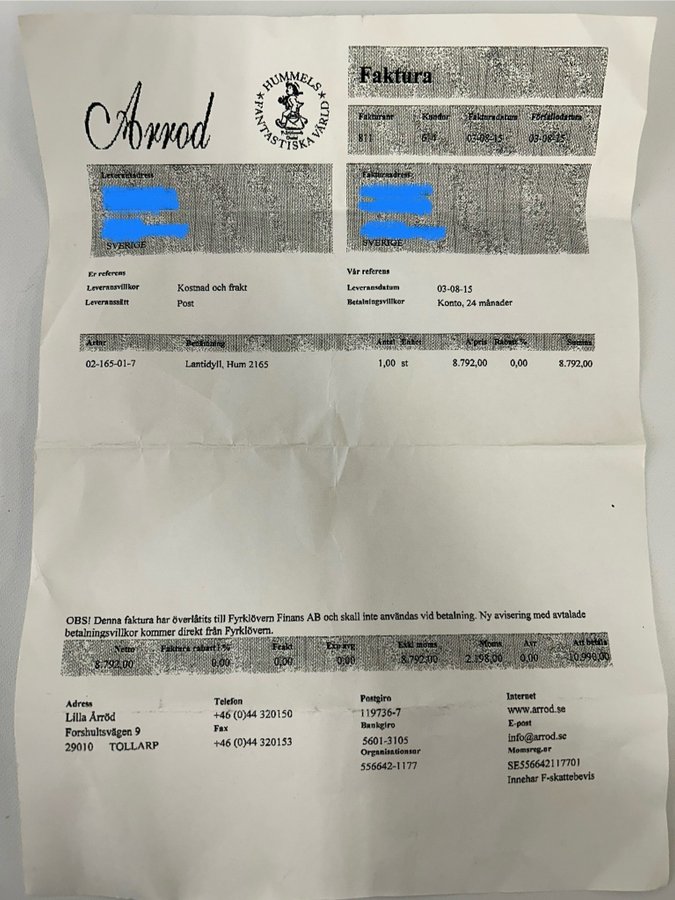 Arrod
★ HUMMELS ★
FANTASTISKA VÄRLD
Faktura
Fakturanr Kundnr Fakturadatum Förfallodatum
811 614 03-08-15 03-08-15
Leveransadress
SVERIGE
Fakturaadress
SVERIGE
Er referens
Leveransvillkor Kostnad och frakt
Leveranssätt Post
Vår referens
Leveransdatum 03-08-15
Betalningsvillkor Konto, 24 månader
Artnr Benämning Antal Enhet A'pris Rabatt % Summa
02-165-01-7 Lantidyll, Hum 2165 1,00 st 8.792,00 0,00 8.792,00
OBS! Denna faktura har överlåtits till Fyrklövern Finans AB och skall inte användas vid betalning. Ny avisering med avtalade
betalningsvillkor kommer direkt från Fyrklövern.
Netto Faktura rabatt i % Frakt Exp avg Exkl moms Moms Avr Att betala
8.792,00 0,00 0,00 0,00 8.792,00 2.198,00 0,00 10.990,00
Adress
Lilla Årröd
Forshultsvägen 9
29010 TOLLARP
Telefon
+46 (0)44 320150
Fax
+46 (0)44 320153
Postgiro
119736-7
Bankgiro
5601-3105
Organisationsnr
556642-1177
Internet
www.arrod.se
E-post
info@arrod.se
Momsreg.nr
SE556642117701
Innehar F-skattebevis